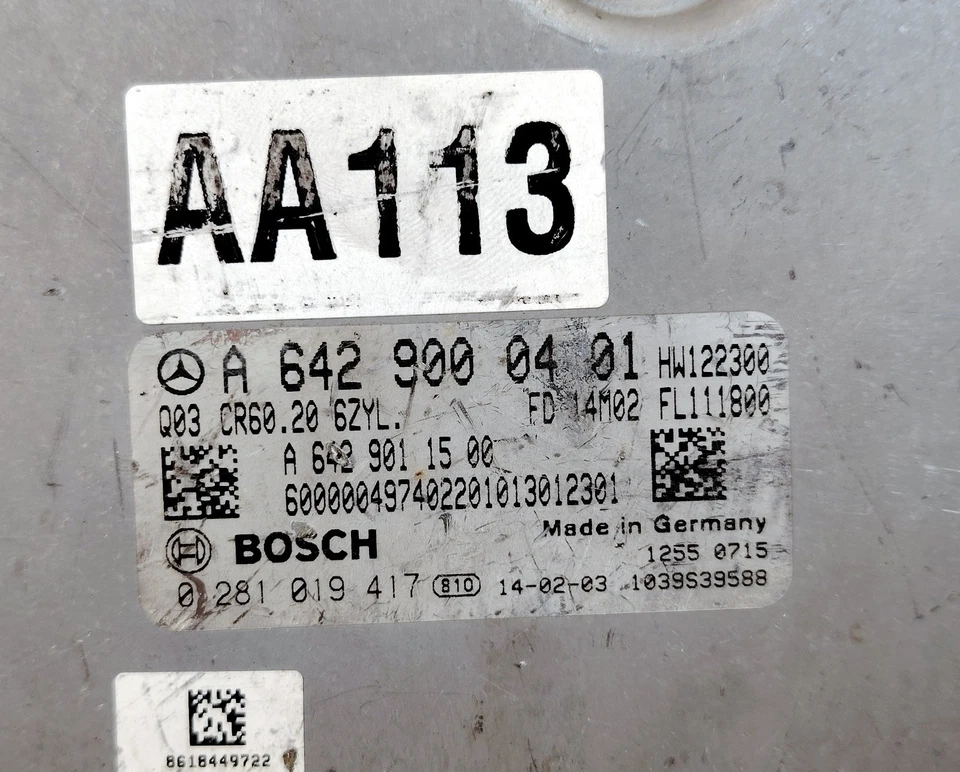 AA113
A 642 900 04 01 HW122300
Q03 CR60.20 6ZYL. FD 14M02 FL111800
A 642 901 15 00
600000497402201013012301
BOSCH Made in Germany
1255 0715
0 281 019 417 810 14-02-03 1039S39588
8618449722